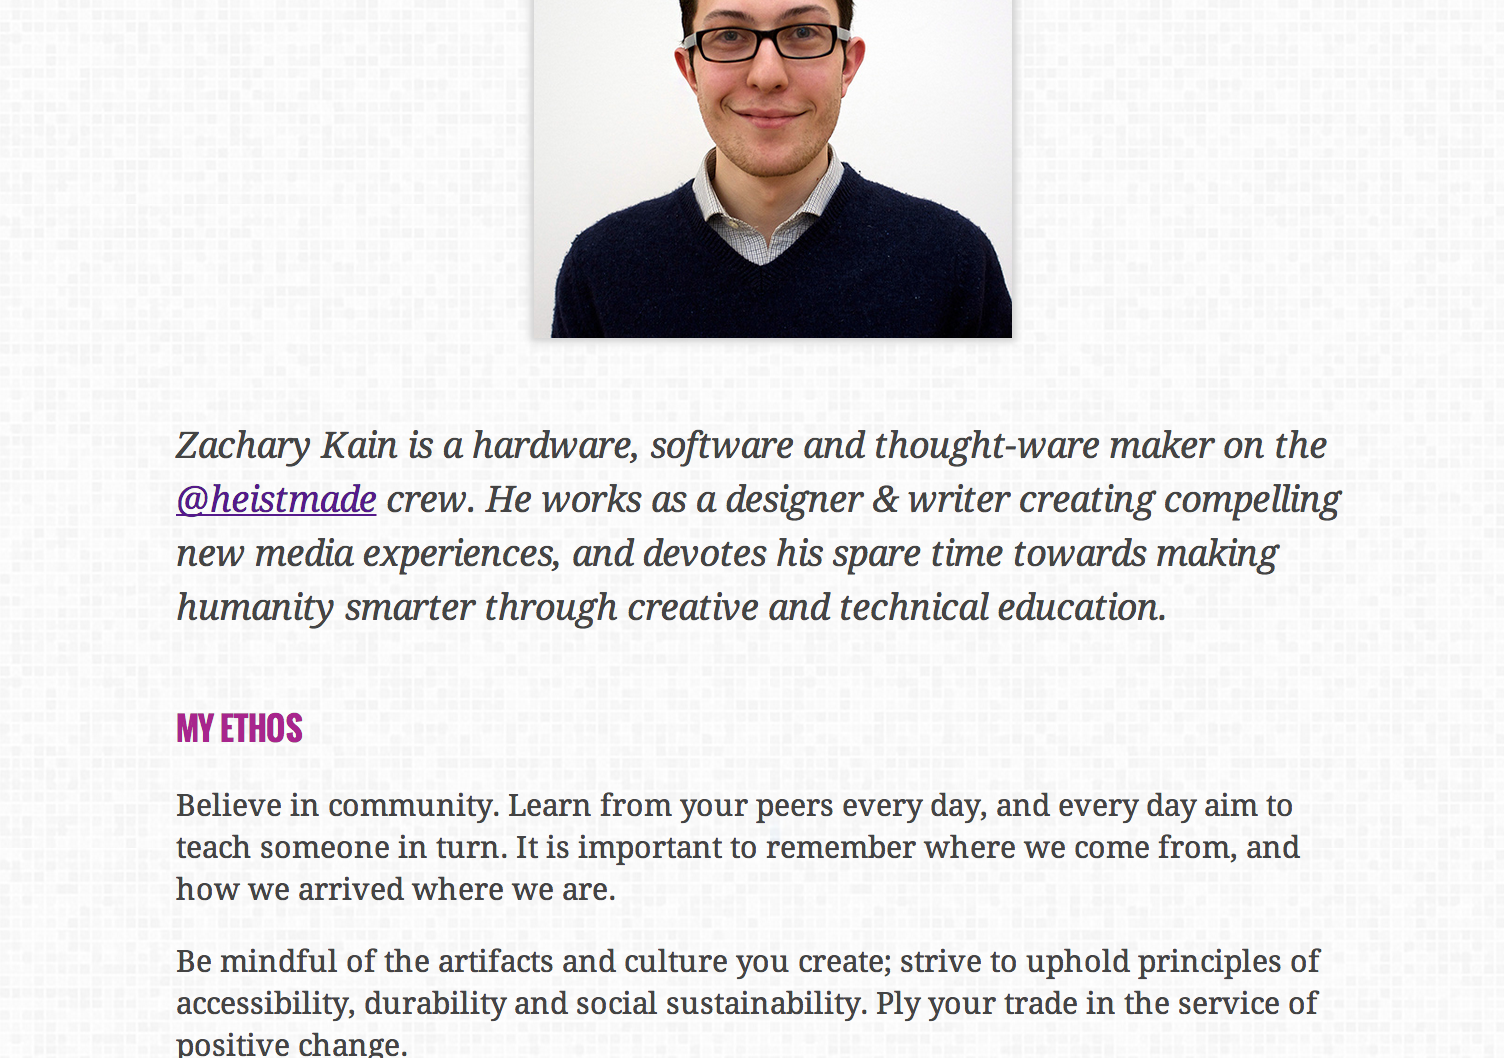 Zachary Kain is a hardware, software and thought-ware maker on the
@heistmade crew. He works as a designer & writer creating compelling
new media experiences, and devotes his spare time towards making
humanity smarter through creative and technical education.
MY ETHOS
Believe in community. Learn from your peers every day, and every day aim to
teach someone in turn. It is important to remember where we come from, and
how we arrived where we are.
Be mindful of the artifacts and culture you create; strive to uphold principles of
accessibility, durability and social sustainability. Ply your trade in the service of
positive change.